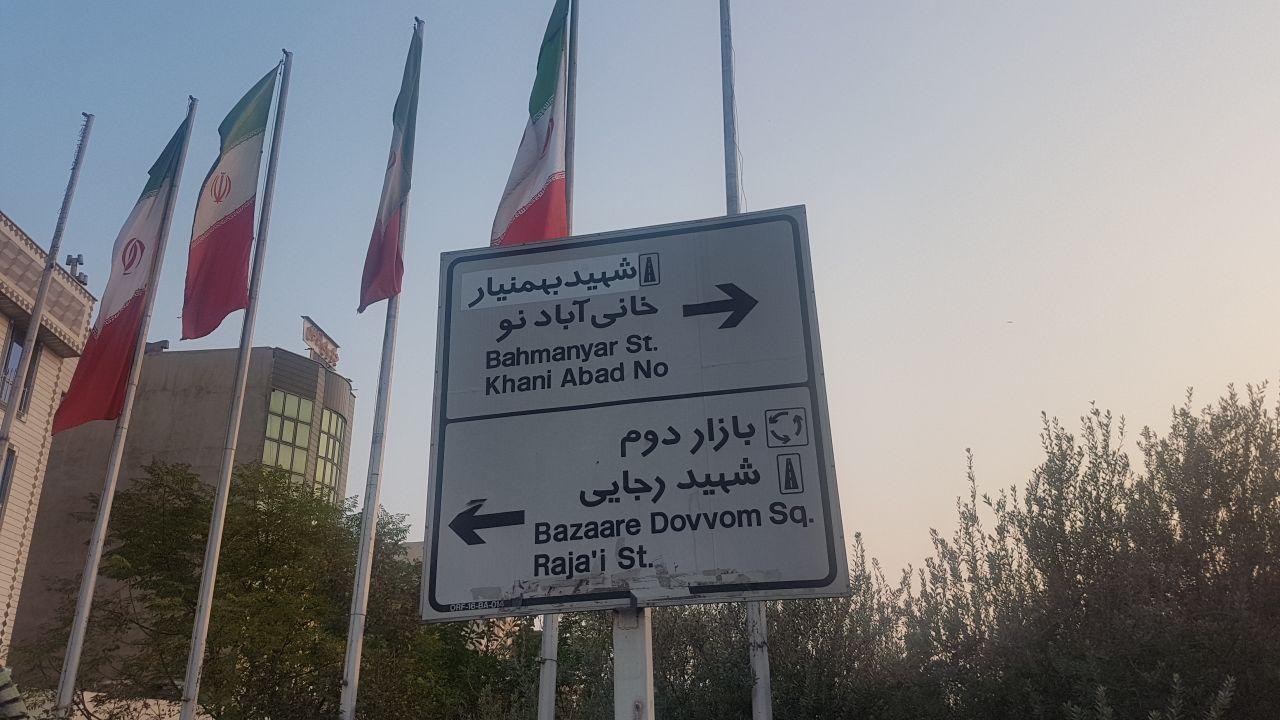 شهید بهمنیار
خانی‌آباد نو
Bahmanyar St.
Khani Abad No
بازار دوم
شهید رجایی
Bazaare Dovvom Sq.
Raja'i St.